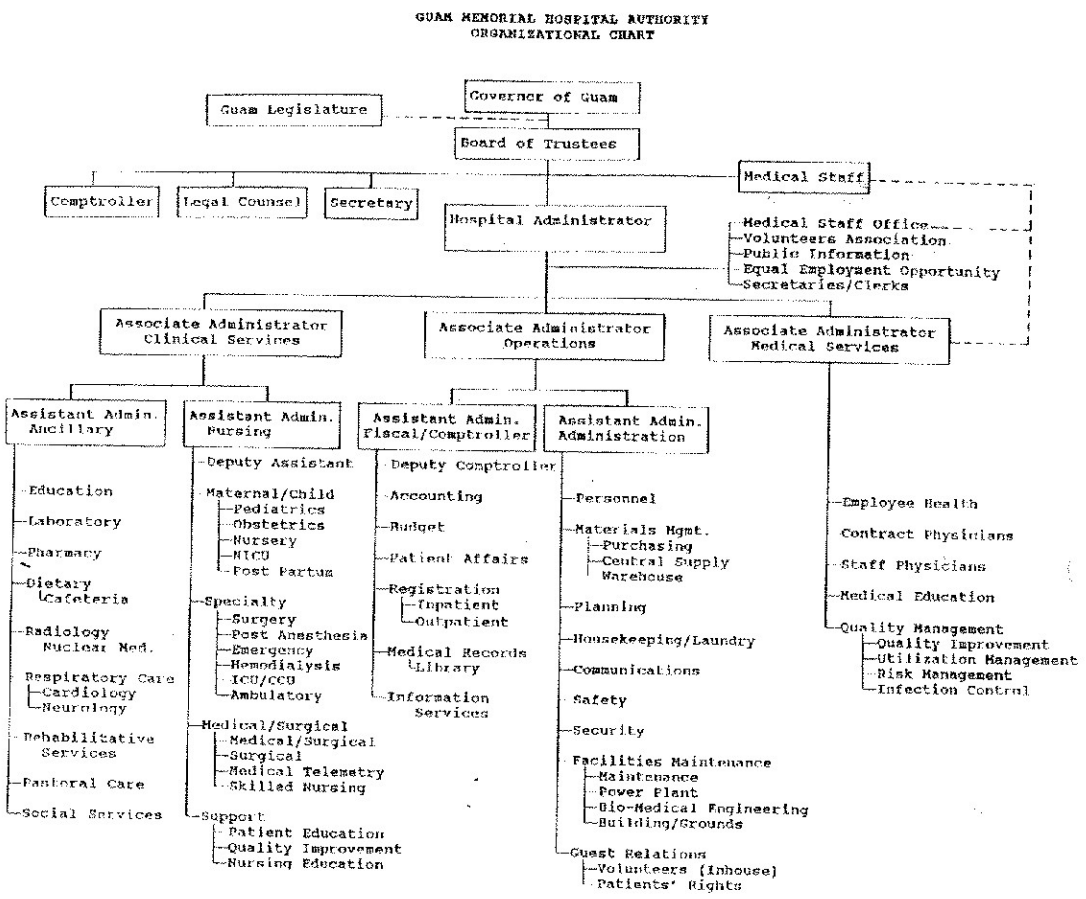 GUAM MEMORIAL HOSPITAL AUTHORITY
ORGANIZATIONAL CHART
Governor of Guam
Guam Legislature
Board of Trustees
Medical Staff
Comptroller
Legal Counsel
Secretary
Hospital Administrator
Medical Staff Office
Volunteers Association
Public Information
Equal Employment Opportunity
Secretaries/Clerks
Associate Administrator
Clinical Services
Associate Administrator
Operations
Associate Administrator
Medical Services
Assistant Admin.
Ancillary
Education
Laboratory
Pharmacy
Dietary
Cafeteria
Radiology
Nuclear Med.
Respiratory Care
Cardiology
Neurology
Rehabilitative
Services
Pastoral Care
Social Services
Assistant Admin.
Nursing
Deputy Assistant
Maternal/Child
Pediatrics
Obstetrics
Nursery
NICU
Post Partum
Specialty
Surgery
Post Anesthesia
Emergency
Hemodialysis
ICU/CCU
Ambulatory
Medical/Surgical
Medical/Surgical
Surgical
Medical Telemetry
Skilled Nursing
Support
Patient Education
Quality Improvement
Nursing Education
Assistant Admin.
Fiscal/Comptroller
Deputy Comptroller
Accounting
Budget
Patient Affairs
Registration
Inpatient
Outpatient
Medical Records
Library
Information
Services
Assistant Admin.
Administration
Personnel
Materials Mgmt.
Purchasing
Central Supply
Warehouse
Planning
Housekeeping/Laundry
Communications
Safety
Security
Facilities Maintenance
Maintenance
Power Plant
Bio-Medical Engineering
Building/Grounds
Guest Relations
Volunteers (Inhouse)
Patients' Rights
Employee Health
Contract Physicians
Staff Physicians
Medical Education
Quality Management
Quality Improvement
Utilization Management
Risk Management
Infection Control